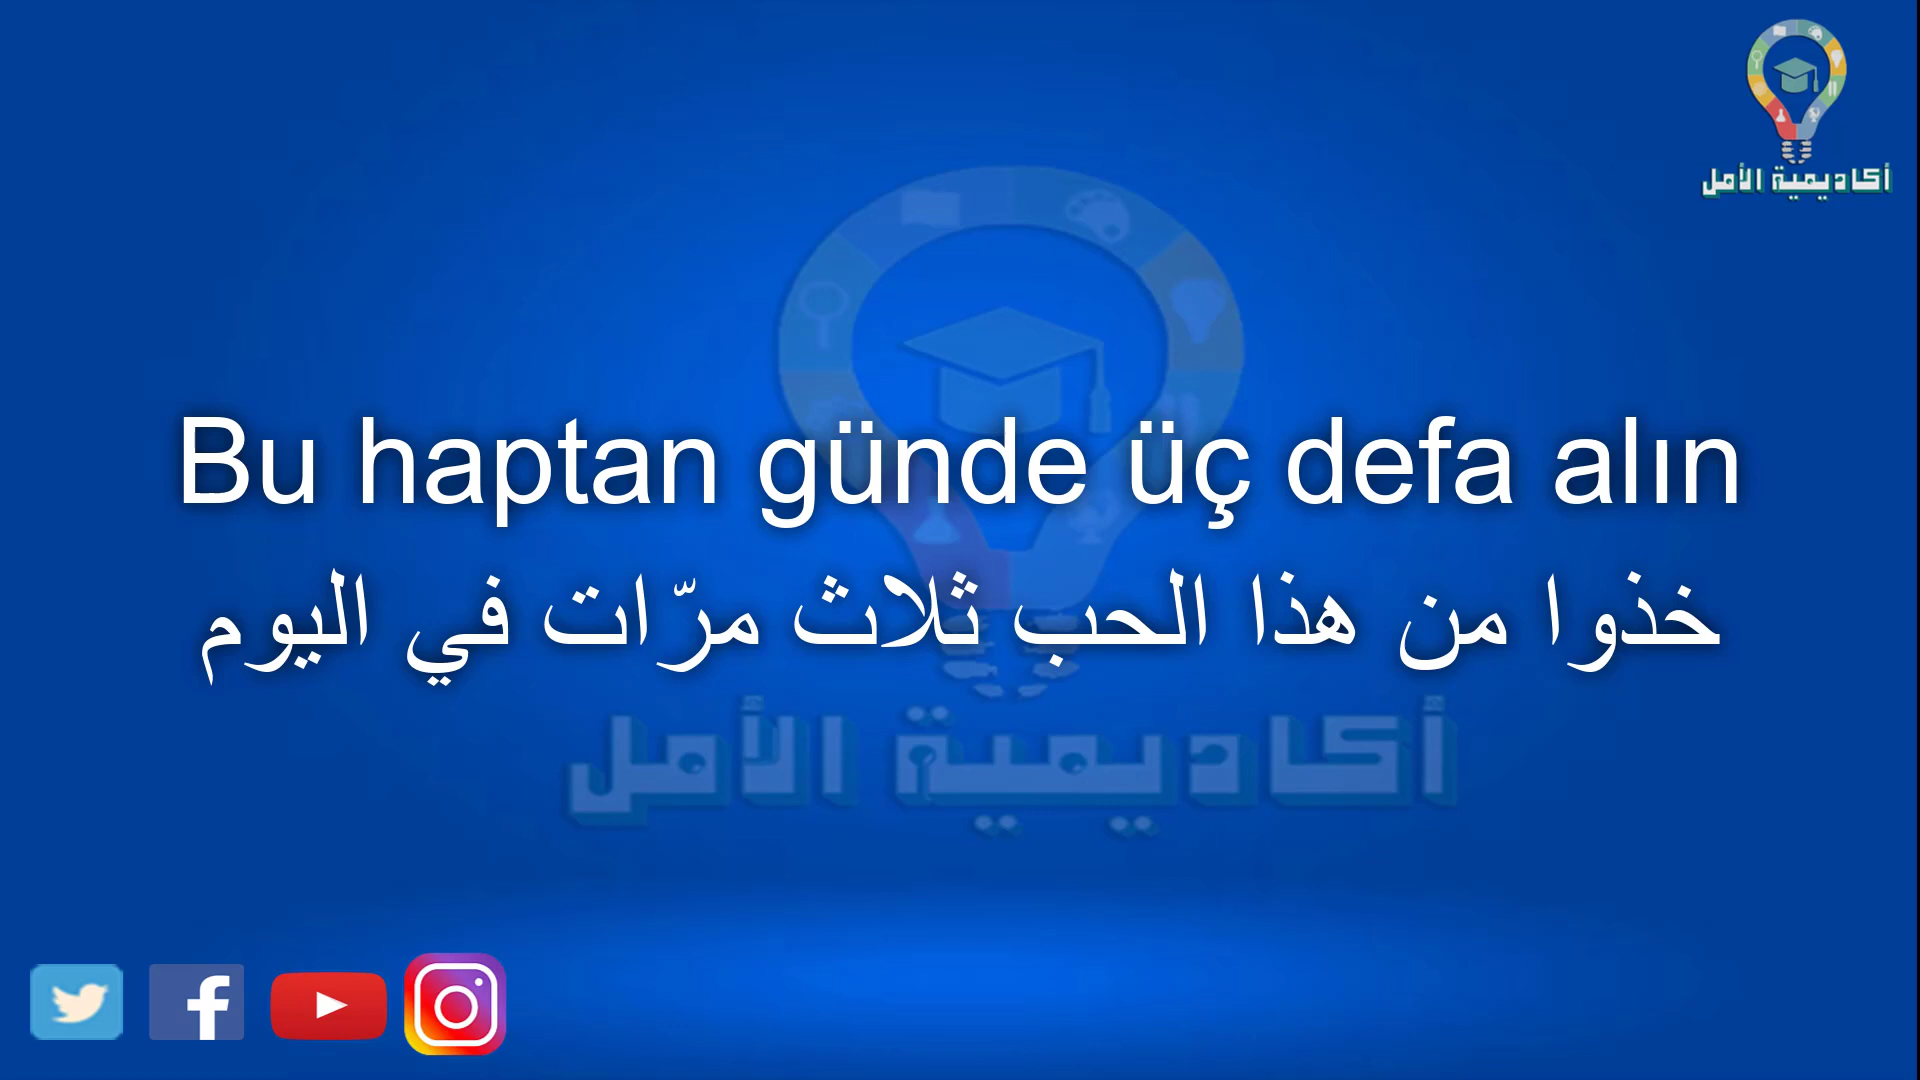 أكاديمية الأمل
Bu haptan günde üç defa alın
خذوا من هذا الحب ثلاث مرّات في اليوم
أكاديمية الأمل